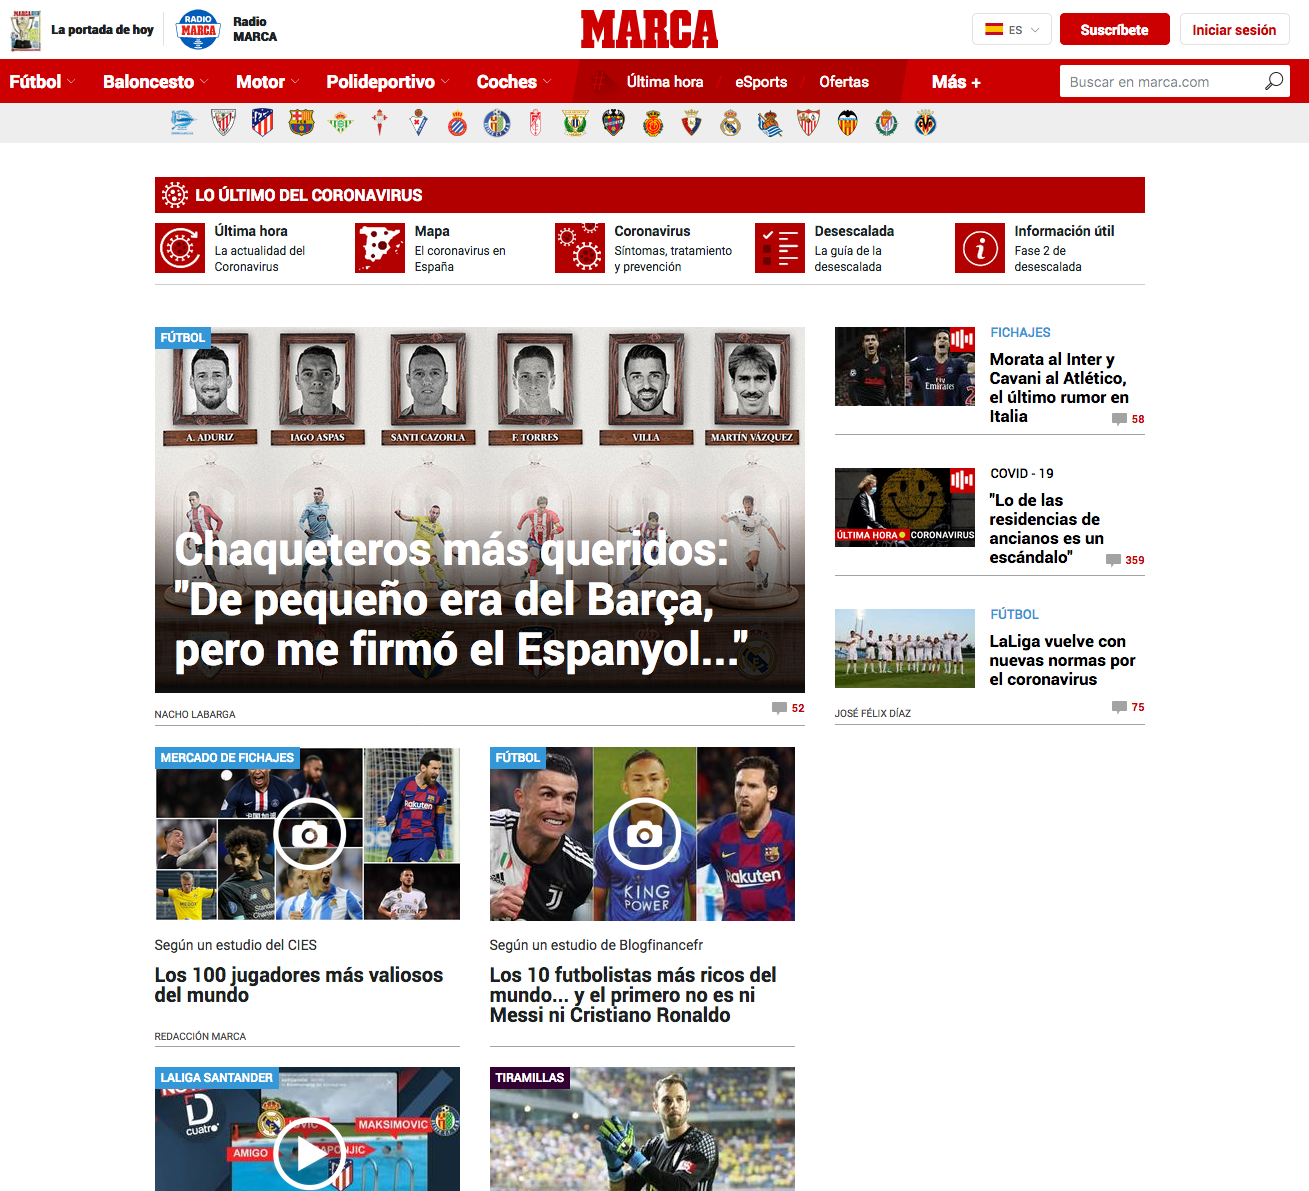 La portada de hoy
RADIO
MARCA
Radio
MARCA
MARCA
ES
Suscríbete
Iniciar sesión
Fútbol
Baloncesto
Motor
Polideportivo
Coches
#
Última hora
/
eSports
/
Ofertas
Más +
Buscar en marca.com
LO ÚLTIMO DEL CORONAVIRUS
Última hora
La actualidad del
Coronavirus
Mapa
El coronavirus en
España
Coronavirus
Síntomas, tratamiento
y prevención
Desescalada
La guía de la
desescalada
Información útil
Fase 2 de
desescalada
FÚTBOL
A. ADURIZ
IAGO ASPAS
SANTI CAZORLA
F. TORRES
VILLA
MARTÍN VÁZQUEZ
Chaqueteros más queridos:
"De pequeño era del Barça,
pero me firmó el Espanyol..."
NACHO LABARGA
52
FICHAJES
Morata al Inter y
Cavani al Atlético,
el último rumor en
Italia
58
Fly
Emirates
COVID - 19
"Lo de las
residencias de
ancianos es un
escándalo"
359
ÚLTIMA HORA
CORONAVIRUS
FÚTBOL
LaLiga vuelve con
nuevas normas por
el coronavirus
JOSÉ FÉLIX DÍAZ
75
MERCADO DE FICHAJES
Rakuten
Según un estudio del CIES
Los 100 jugadores más valiosos
del mundo
REDACCIÓN MARCA
FÚTBOL
KING
POWER
Rakuten
Según un estudio de Blogfinancefr
Los 10 futbolistas más ricos del
mundo... y el primero no es ni
Messi ni Cristiano Ronaldo
LALIGA SANTANDER
D
cuatro
MAKSIMOVIC
AMIGO
TIRAMILLAS